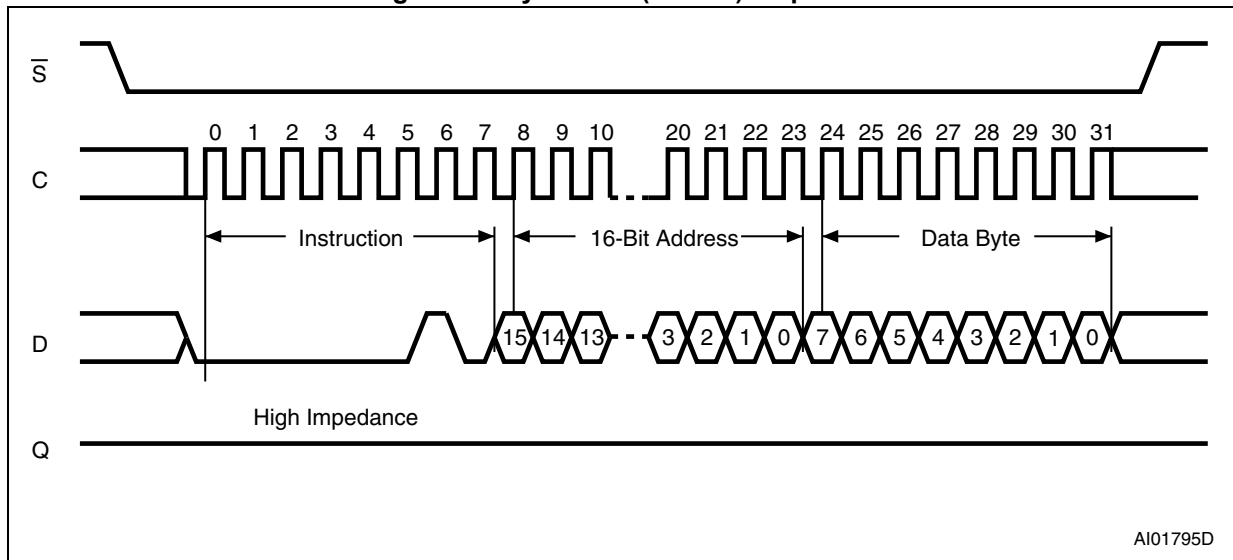 S
0 1 2 3 4 5 6 7 8 9 10 20 21 22 23 24 25 26 27 28 29 30 31
C
Instruction 16-Bit Address Data Byte
D 15 14 13 3 2 1 0 7 6 5 4 3 2 1 0
High Impedance
Q
AI01795D